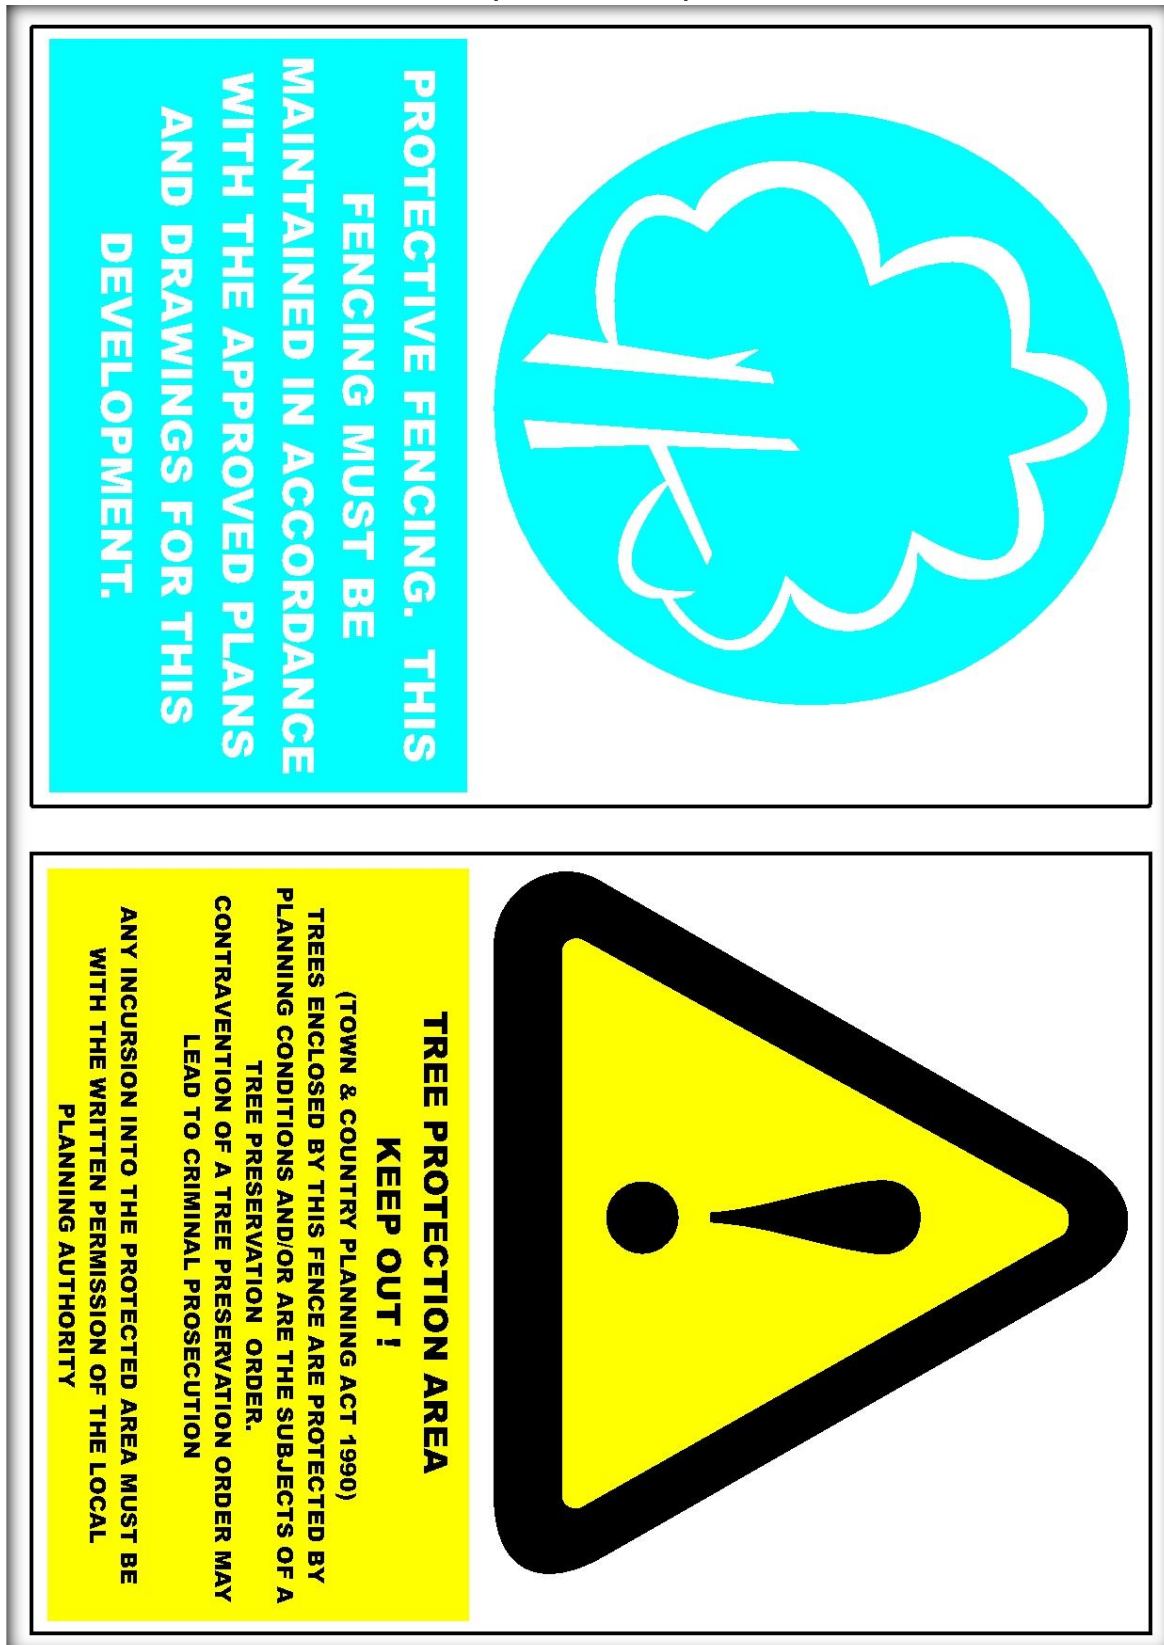 PROTECTIVE FENCING. THIS
FENCING MUST BE
MAINTAINED IN ACCORDANCE
WITH THE APPROVED PLANS
AND DRAWINGS FOR THIS
DEVELOPMENT.
TREE PROTECTION AREA
KEEP OUT !
(TOWN & COUNTRY PLANNING ACT 1990)
TREES ENCLOSED BY THIS FENCE ARE PROTECTED BY
PLANNING CONDITIONS AND/OR ARE THE SUBJECTS OF A
TREE PRESERVATION ORDER.
CONTRAVENTION OF A TREE PRESERVATION ORDER MAY
LEAD TO CRIMINAL PROSECUTION
ANY INCURSION INTO THE PROTECTED AREA MUST BE
WITH THE WRITTEN PERMISSION OF THE LOCAL
PLANNING AUTHORITY